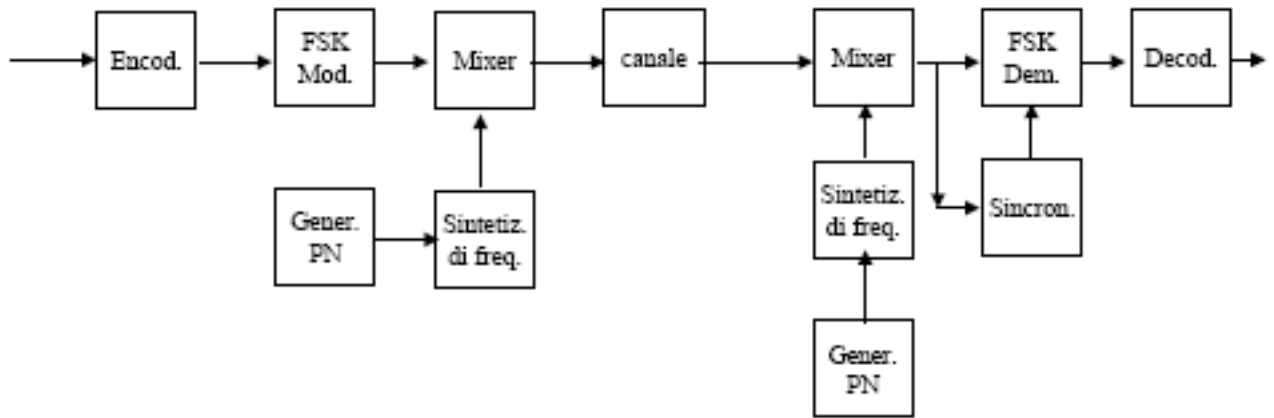 Encod.
FSK
Mod.
Mixer
canale
Mixer
FSK
Dem.
Decod.
Gener.
PN
Sintetiz.
di freq.
Sintetiz.
di freq.
Sincron.
Gener.
PN